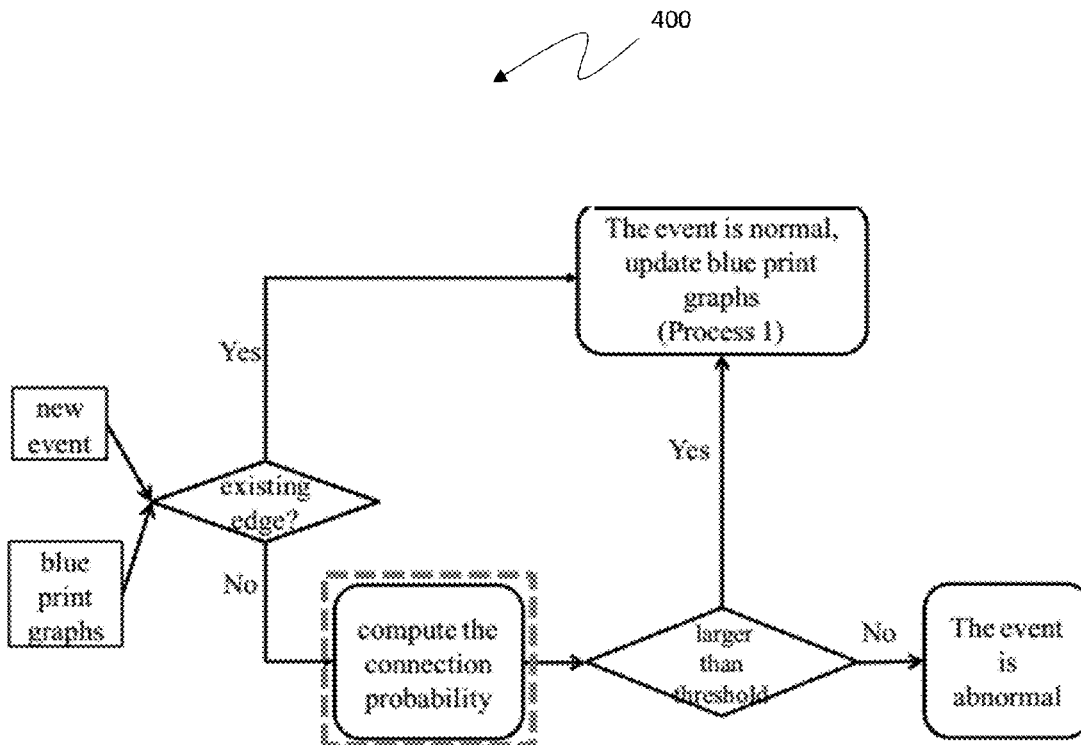 400
The event is normal,
update blue print
graphs
(Process 1)
Yes
new
event
existing
edge?
Yes
blue
print
graphs
No
compute the
connection
probability
larger
than
threshold
No
The event
is
abnormal